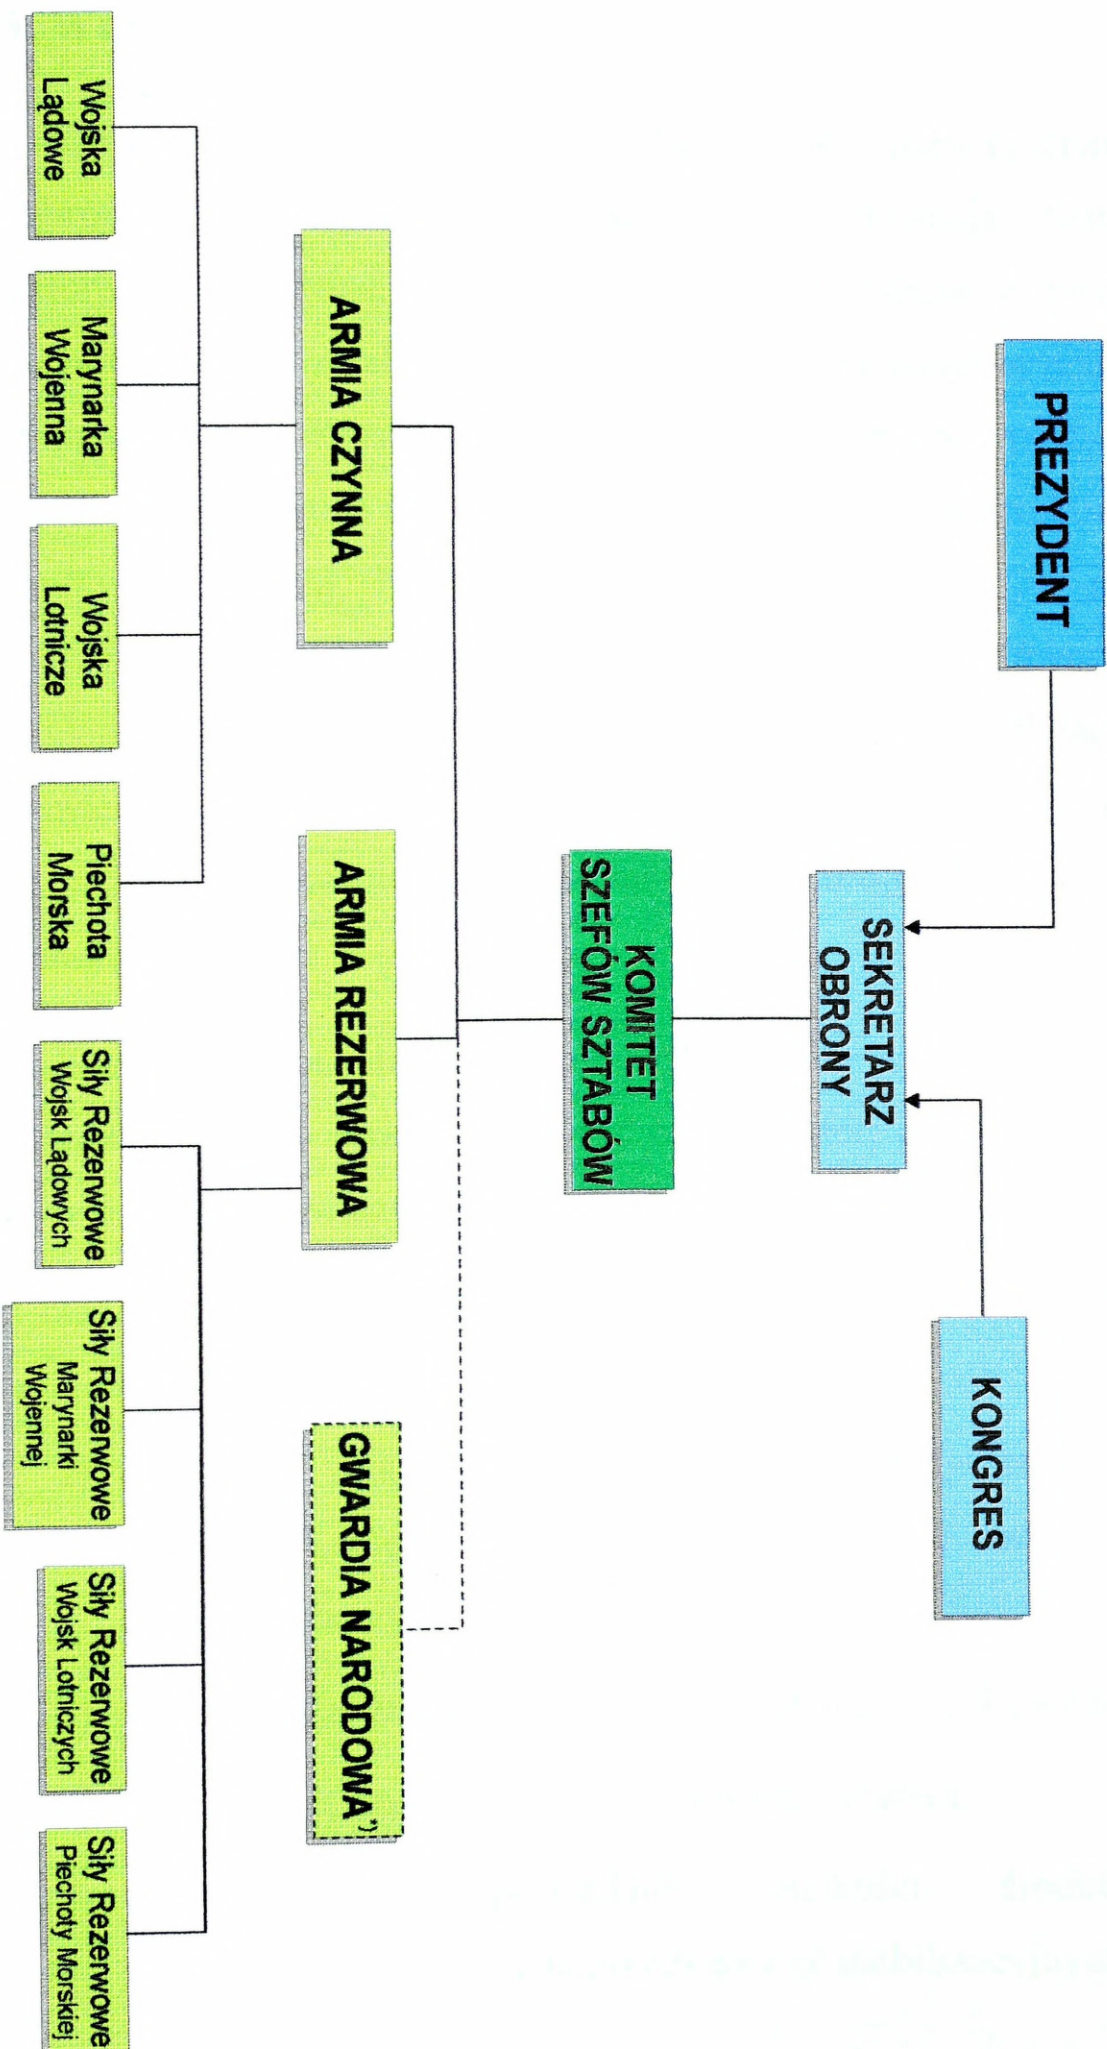 PREZYDENT
KONGRES
SEKRETARZ
OBRONY
KOMITET
SZEFÓW SZTABÓW
ARMIA CZYNNA
ARMIA REZERWOWA
GWARDIA NARODOWA*)
Wojska
Lądowe
Marynarka
Wojenna
Wojska
Lotnicze
Piechota
Morska
Siły Rezerwowe
Wojsk Lądowych
Siły Rezerwowe
Marynarki
Wojennej
Siły Rezerwowe
Wojsk Lotniczych
Siły Rezerwowe
Piechoty Morskiej